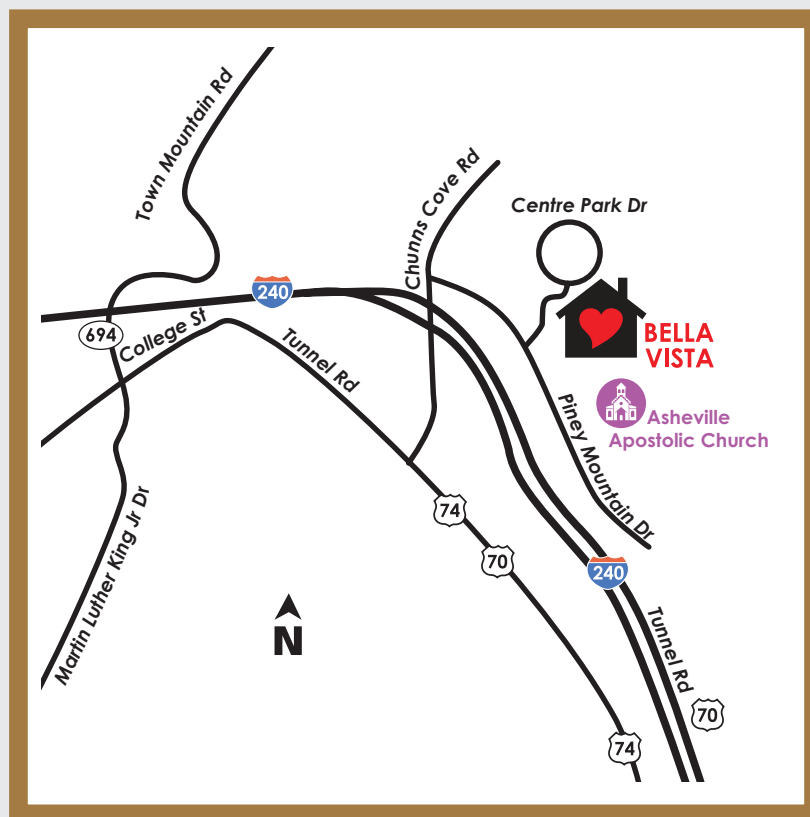 Town Mountain Rd
Chunns Cove Rd
Centre Park Dr
240
694
College St
Tunnel Rd
BELLA
VISTA
Asheville
Apostolic Church
Piney Mountain Dr
74
70
240
Martin Luther King Jr Dr
N
Tunnel Rd
70
74